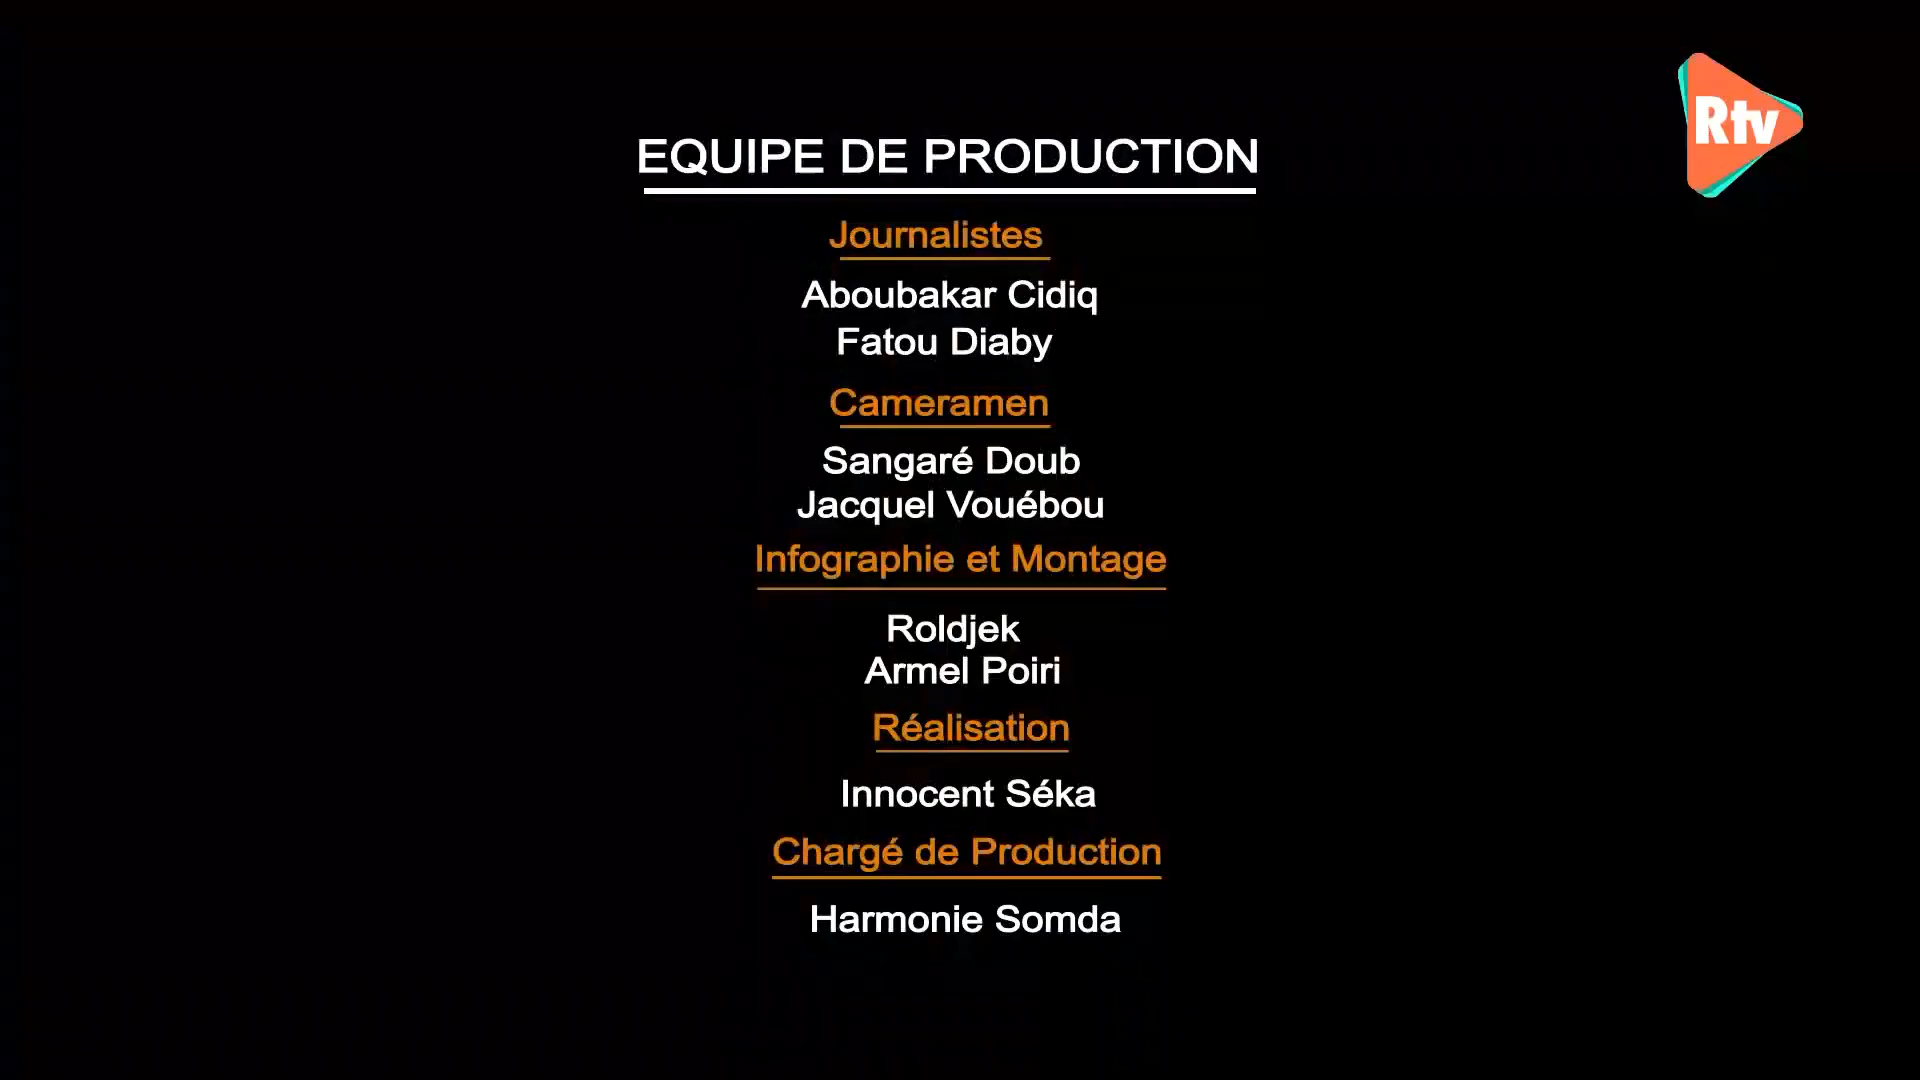 Rtv
EQUIPE DE PRODUCTION
Journalistes
Aboubakar Cidiq
Fatou Diaby
Cameramen
Sangaré Doub
Jacquel Vouébou
Infographie et Montage
Roldjek
Armel Poiri
Réalisation
Innocent Séka
Chargé de Production
Harmonie Somda